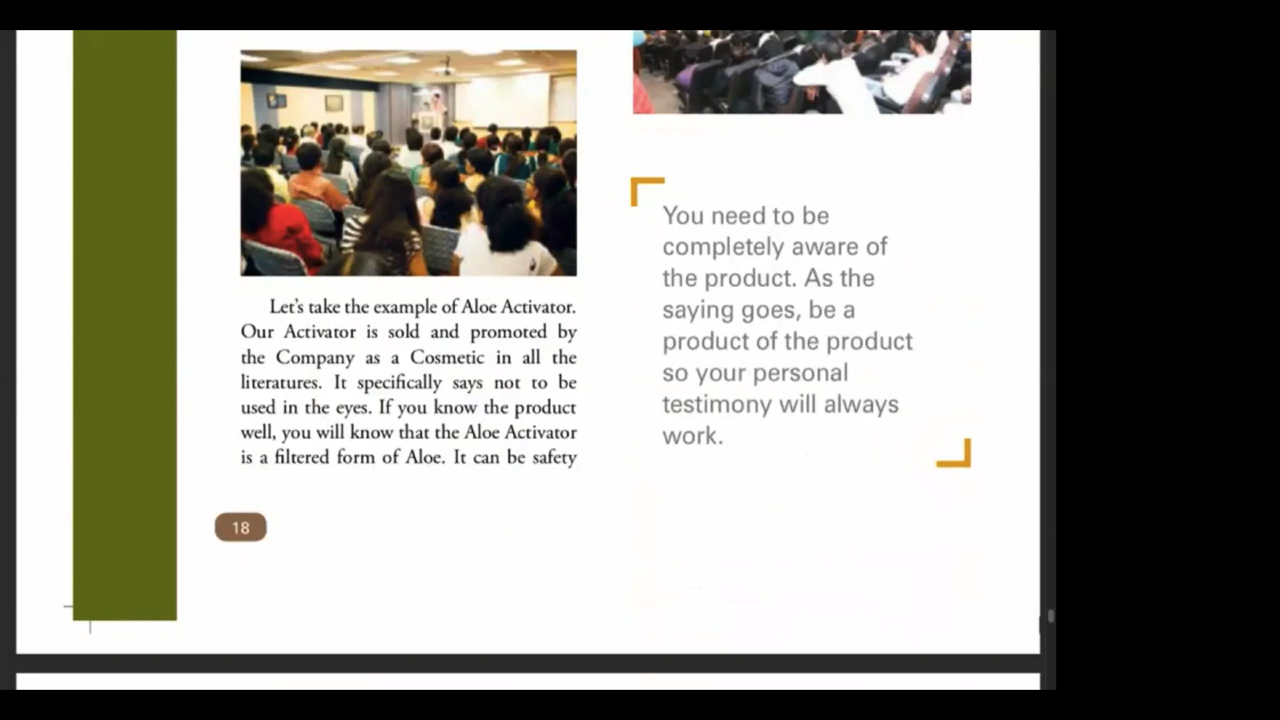 Let's take the example of Aloe Activator.
Our Activator is sold and promoted by
the Company as a Cosmetic in all the
literatures. It specifically says not to be
used in the eyes. If you know the product
well, you will know that the Aloe Activator
is a filtered form of Aloe. It can be safety
18
You need to be
completely aware of
the product. As the
saying goes, be a
product of the product
so your personal
testimony will always
work.